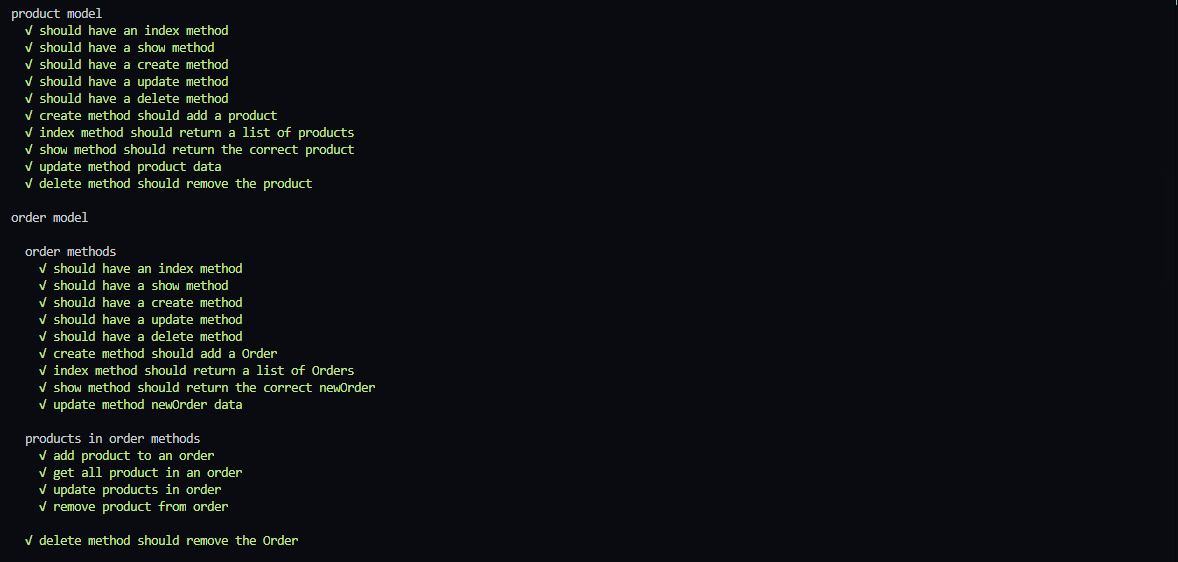 product model
√ should have an index method
√ should have a show method
√ should have a create method
√ should have a update method
√ should have a delete method
√ create method should add a product
√ index method should return a list of products
√ show method should return the correct product
√ update method product data
√ delete method should remove the product
order model
order methods
√ should have an index method
√ should have a show method
√ should have a create method
√ should have a update method
√ should have a delete method
√ create method should add a Order
√ index method should return a list of Orders
√ show method should return the correct newOrder
√ update method newOrder data
products in order methods
√ add product to an order
√ get all product in an order
√ update products in order
√ remove product from order
√ delete method should remove the Order